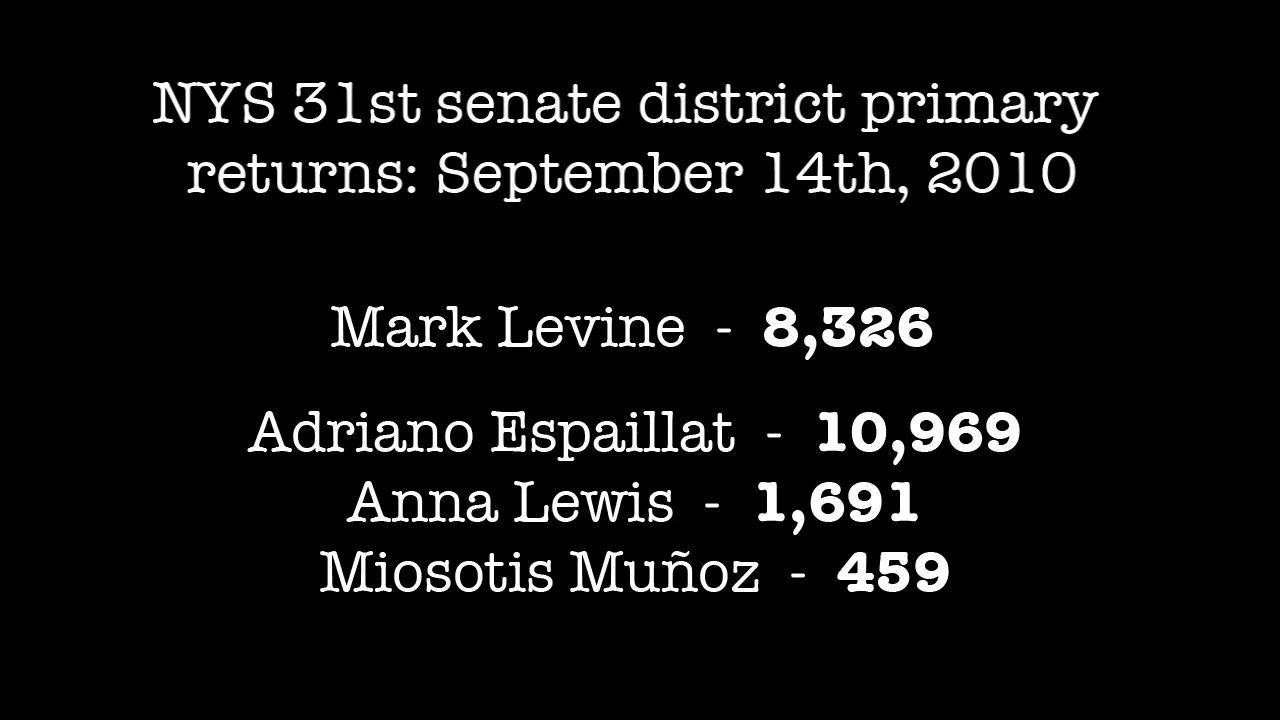 NYS 31st senate district primary
returns: September 14th, 2010
Mark Levine - 8,326
Adriano Espaillat - 10,969
Anna Lewis - 1,691
Miosotis Muñoz - 459